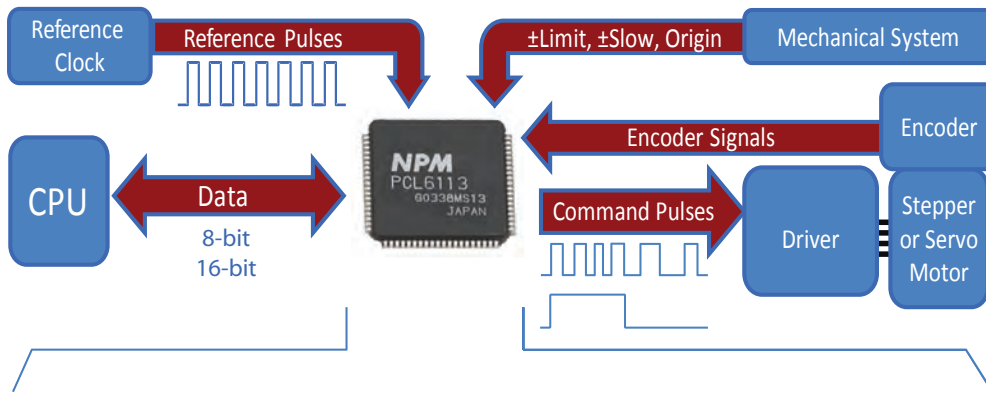 Reference
Clock
Reference Pulses
±Limit, ±Slow, Origin
Mechanical System
CPU
Data
8-bit
16-bit
NPM
PCL6113
G0338MS13
JAPAN
Encoder Signals
Encoder
Command Pulses
Driver
Stepper
or Servo
Motor